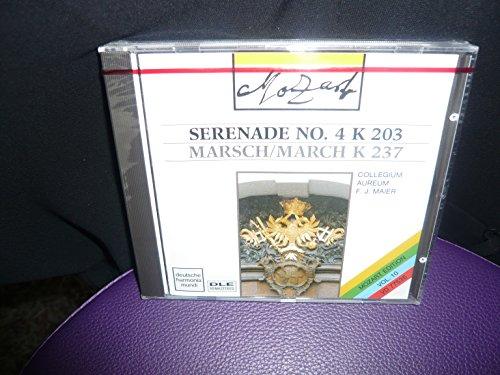 Mozart
SERENADE NO. 4 K 203
MARSCH/MARCH K 237
COLLEGIUM
AUREUM
F. J. MAIER
MOZART EDITION
VOL. 10
deutsche
harmonia
mundi
DLE
REMASTERED